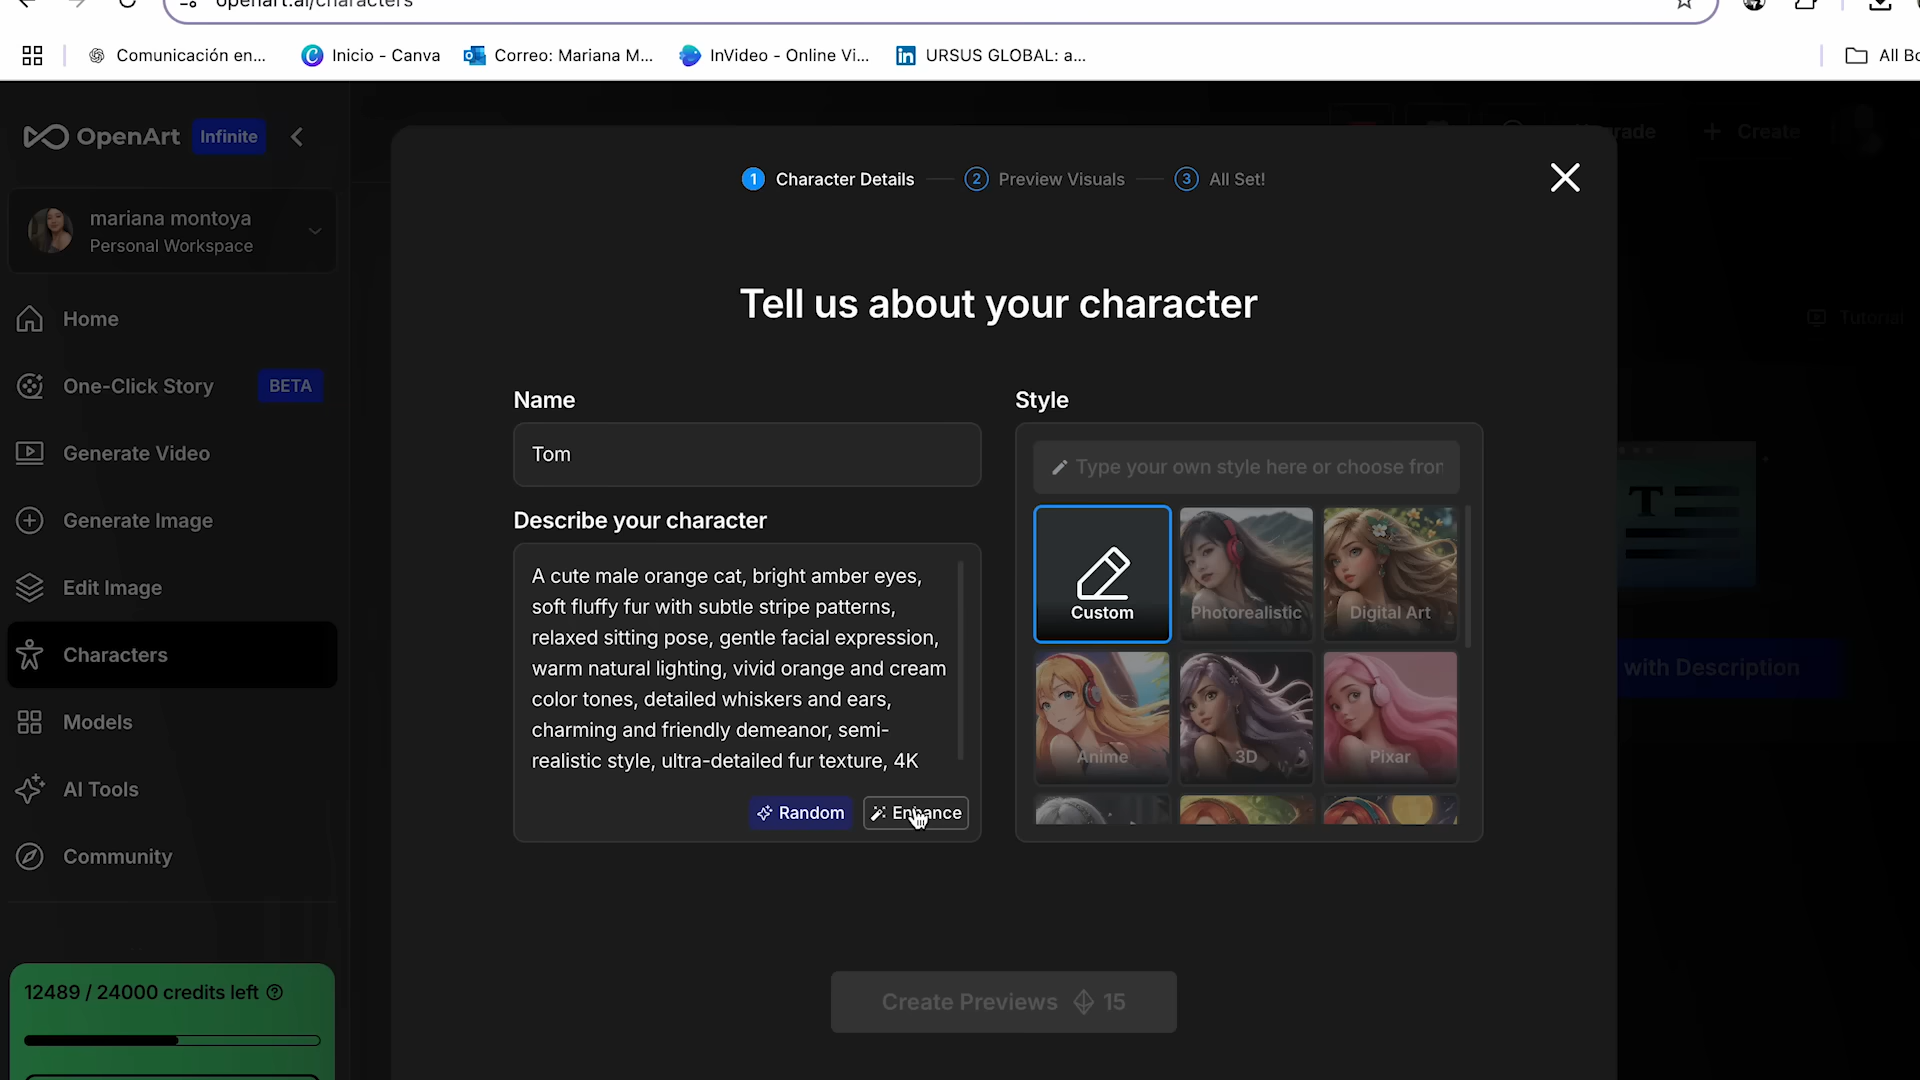 openart.ai/characters
Comunicación en...
Inicio - Canva
Correo: Mariana M...
InVideo - Online Vi...
in
URSUS GLOBAL: a...
OpenArt
Infinite
Create
1 Character Details
2 Preview Visuals
3 All Set!
mariana montoya
Personal Workspace
Tell us about your character
Home
Tutorial
One-Click Story
BETA
Name
Style
Generate Video
Tom
Type your own style here or choose from
Generate Image
Describe your character
A cute male orange cat, bright amber eyes,
soft fluffy fur with subtle stripe patterns,
relaxed sitting pose, gentle facial expression,
warm natural lighting, vivid orange and cream
color tones, detailed whiskers and ears,
charming and friendly demeanor, semi-
realistic style, ultra-detailed fur texture, 4K
Random
Enhance
Custom
Photorealistic
Digital Art
Anime
3D
Pixar
Edit Image
Characters
with Description
Models
AI Tools
Community
12489 / 24000 credits left
Create Previews 15